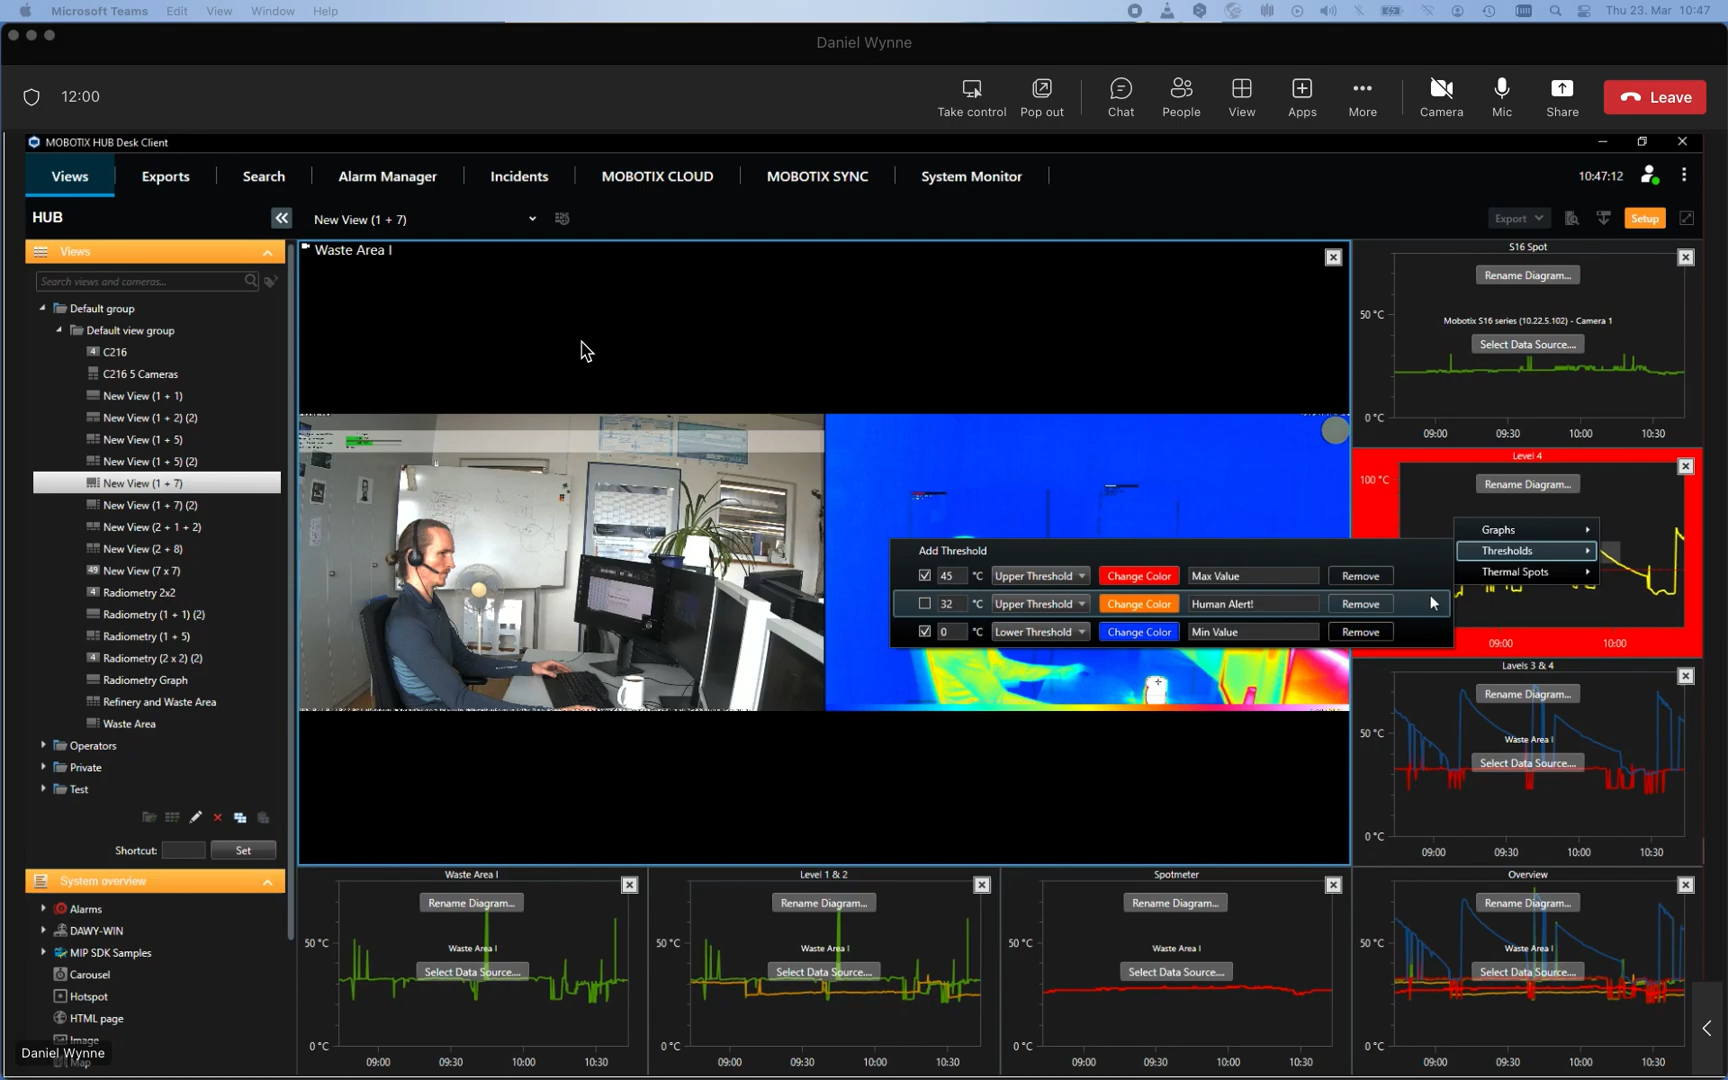 Microsoft Teams Edit View Window Help Thu 23. Mar 10:47
Daniel Wynne
12:00 Take control Pop out Chat People View Apps More Camera Mic Share Leave
MOBOTIX HUB Desk Client
Views Exports Search Alarm Manager Incidents MOBOTIX CLOUD MOBOTIX SYNC System Monitor 10:47:12
HUB New View (1 + 7) Export Setup
Views
Search views and cameras...
Default group
Default view group
4 C216
C216 5 Cameras
New View (1 + 1)
New View (1 + 2) (2)
New View (1 + 5)
New View (1 + 5) (2)
New View (1 + 7)
New View (1 + 7) (2)
New View (2 + 1 + 2)
New View (2 + 8)
49 New View (7 x 7)
4 Radiometry 2x2
Radiometry (1 + 1) (2)
Radiometry (1 + 5)
4 Radiometry (2 x 2) (2)
Radiometry Graph
Refinery and Waste Area
Waste Area
Operators
Private
Test
Shortcut: Set
System overview
Alarms
DAWY-WIN
MIP SDK Samples
Carousel
Hotspot
HTML page
Image
Map
Daniel Wynne
Waste Area I
Add Threshold
45 °C Upper Threshold Change Color Max Value Remove
32 °C Upper Threshold Change Color Human Alert! Remove
0 °C Lower Threshold Change Color Min Value Remove
S16 Spot
Rename Diagram...
50 °C
Mobotix S16 series (10.22.5.102) - Camera 1
Select Data Source....
0 °C
09:00 09:30 10:00 10:30
Level 4
100 °C
Rename Diagram...
Graphs
Thresholds
Thermal Spots
09:00 10:00
Levels 3 & 4
Rename Diagram...
50 °C
Waste Area I
Select Data Source....
0 °C
09:00 09:30 10:00 10:30
Waste Area I
Rename Diagram...
50 °C
Waste Area I
Select Data Source....
0 °C
09:00 09:30 10:00 10:30
Level 1 & 2
Rename Diagram...
50 °C
Waste Area I
Select Data Source....
0 °C
09:00 09:30 10:00 10:30
Spotmeter
Rename Diagram...
50 °C
Waste Area I
Select Data Source....
0 °C
09:00 09:30 10:00 10:30
Overview
Rename Diagram...
50 °C
Waste Area I
Select Data Source....
0 °C
09:00 09:30 10:00 10:30